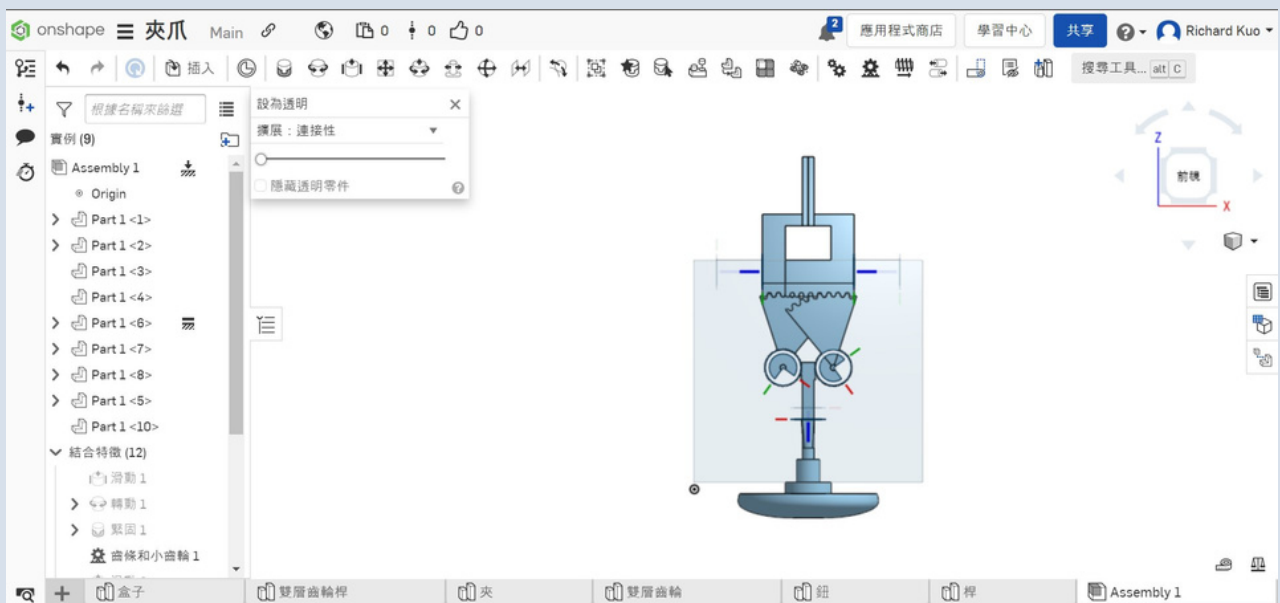 onshape 夾爪 Main 0 0 0 2 應用程式商店 學習中心 共享 Richard Kuo
插入 搜尋工具... alt C
根據名稱來篩選
設為透明
擴展：連接性
隱藏透明零件
實例 (9)
Assembly 1
Origin
Part 1 <1>
Part 1 <2>
Part 1 <3>
Part 1 <4>
Part 1 <6>
Part 1 <7>
Part 1 <8>
Part 1 <5>
Part 1 <10>
結合特徵 (12)
滑動 1
轉動 1
緊固 1
齒條和小齒輪 1
Z
前視
X
盒子 雙層齒輪桿 夾 雙層齒輪 鈕 桿 Assembly 1